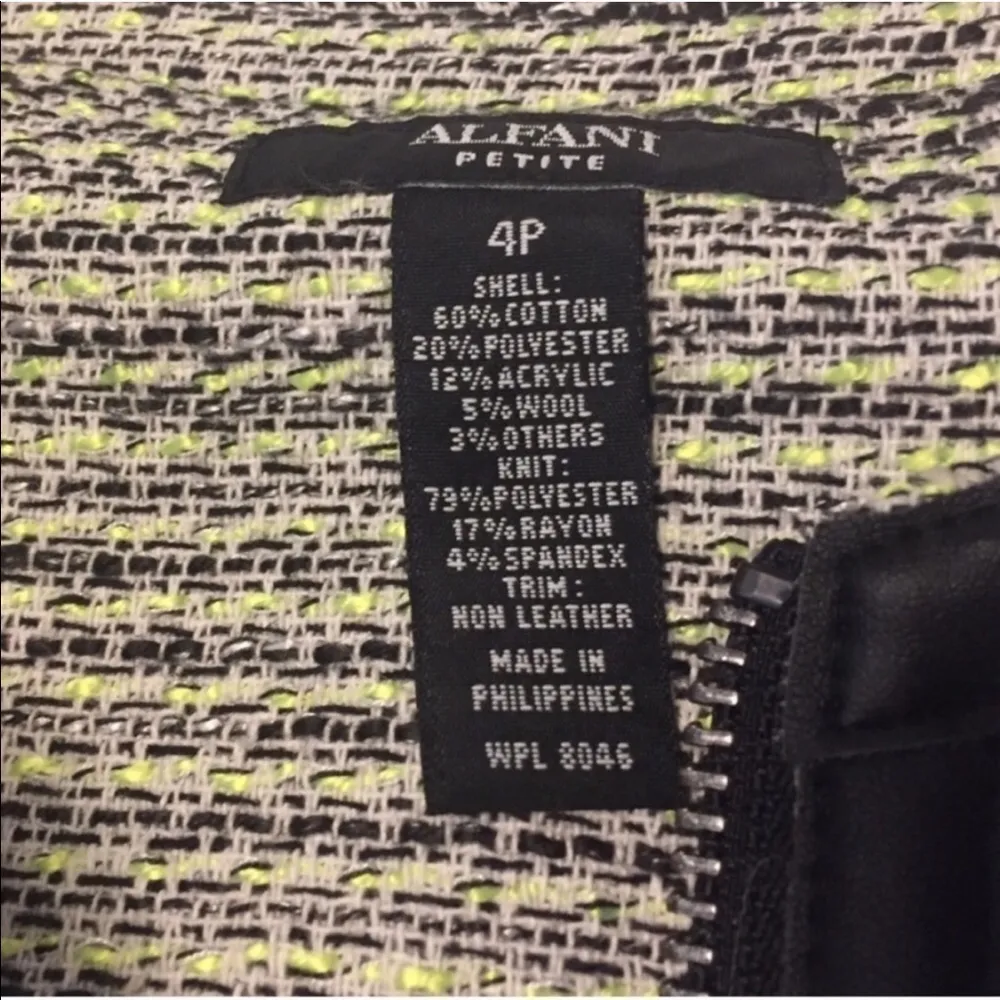 ALFANI
PETITE
4P
SHELL:
60%COTTON
20%POLYESTER
12%ACRYLIC
5%WOOL
3%OTHERS
KNIT:
79%POLYESTER
17%RAYON
4%SPANDEX
TRIM:
NON LEATHER
MADE IN
PHILIPPINES
WPL 8046